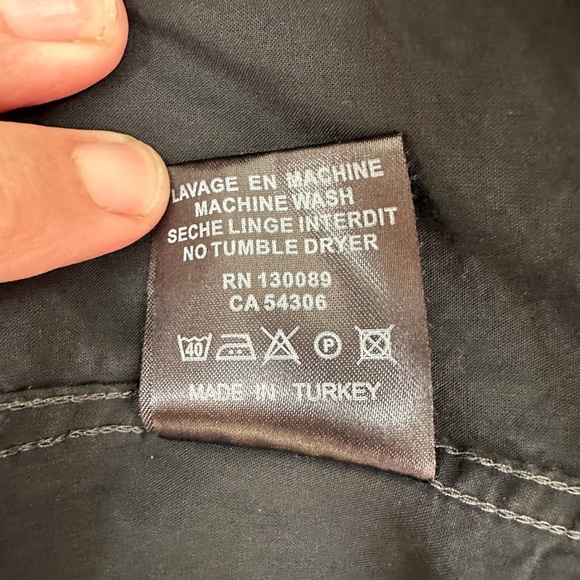 LAVAGE EN MACHINE
MACHINE WASH
SECHE LINGE INTERDIT
NO TUMBLE DRYER
RN 130089
CA 54306
40 P
MADE IN TURKEY